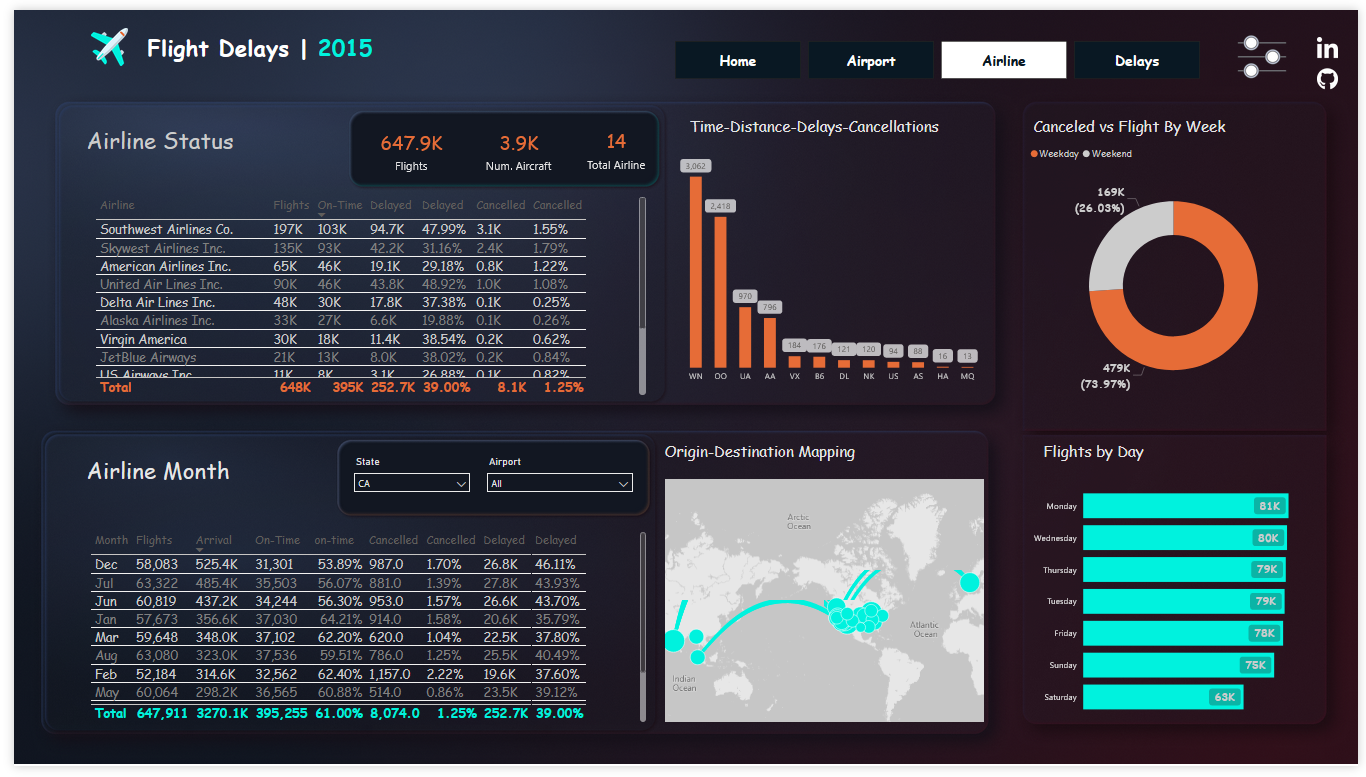 Flight Delays | 2015
Home
Airport
Airline
Delays
Airline Status
647.9K
Flights
3.9K
Num. Aircraft
14
Total Airline
Airline Flights On-Time Delayed Delayed Cancelled Cancelled
Southwest Airlines Co. 197K 103K 94.7K 47.99% 3.1K 1.55%
Skywest Airlines Inc. 135K 93K 42.2K 31.16% 2.4K 1.79%
American Airlines Inc. 65K 46K 19.1K 29.18% 0.8K 1.22%
United Air Lines Inc. 90K 46K 43.8K 48.92% 1.0K 1.08%
Delta Air Lines Inc. 48K 30K 17.8K 37.38% 0.1K 0.25%
Alaska Airlines Inc. 33K 27K 6.6K 19.88% 0.1K 0.26%
Virgin America 30K 18K 11.4K 38.54% 0.2K 0.62%
JetBlue Airways 21K 13K 8.0K 38.02% 0.2K 0.84%
US Airways Inc. 11K 8K 3.1K 26.88% 0.1K 0.82%
Total 648K 395K 252.7K 39.00% 8.1K 1.25%
Time-Distance-Delays-Cancellations
3,062
2,418
970
796
184
176
121
120
94
88
16
13
WN OO UA AA VX B6 DL NK US AS HA MQ
Canceled vs Flight By Week
Weekday Weekend
169K
(26.03%)
479K
(73.97%)
Airline Month
State
CA
Airport
All
Month Flights Arrival On-Time on-time Cancelled Cancelled Delayed Delayed
Dec 58,083 525.4K 31,301 53.89% 987.0 1.70% 26.8K 46.11%
Jul 63,322 485.4K 35,503 56.07% 881.0 1.39% 27.8K 43.93%
Jun 60,819 437.2K 34,244 56.30% 953.0 1.57% 26.6K 43.70%
Jan 57,673 356.6K 37,030 64.21% 914.0 1.58% 20.6K 35.79%
Mar 59,648 348.0K 37,102 62.20% 620.0 1.04% 22.5K 37.80%
Aug 63,080 323.0K 37,536 59.51% 786.0 1.25% 25.5K 40.49%
Feb 52,184 314.6K 32,562 62.40% 1,157.0 2.22% 19.6K 37.60%
May 60,064 298.2K 36,565 60.88% 514.0 0.86% 23.5K 39.12%
Total 647,911 3270.1K 395,255 61.00% 8,074.0 1.25% 252.7K 39.00%
Origin-Destination Mapping
Arctic
Ocean
Atlantic
Ocean
Indian
Ocean
Flights by Day
Monday 81K
Wednesday 80K
Thursday 79K
Tuesday 79K
Friday 78K
Sunday 75K
Saturday 63K